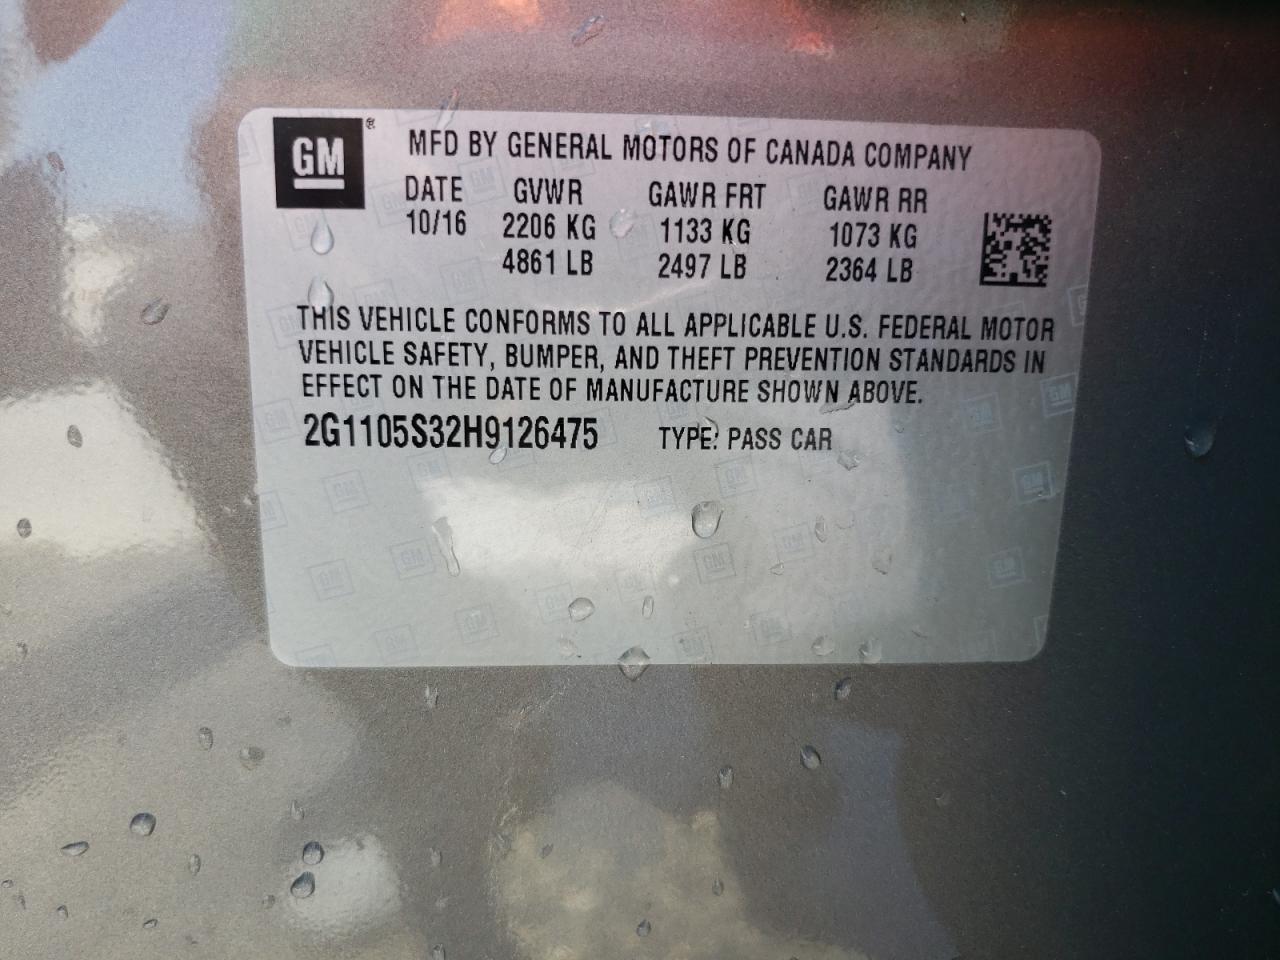 GM® MFD BY GENERAL MOTORS OF CANADA COMPANY
DATE GVWR GAWR FRT GAWR RR
10/16 2206 KG 1133 KG 1073 KG
4861 LB 2497 LB 2364 LB
THIS VEHICLE CONFORMS TO ALL APPLICABLE U.S. FEDERAL MOTOR
VEHICLE SAFETY, BUMPER, AND THEFT PREVENTION STANDARDS IN
EFFECT ON THE DATE OF MANUFACTURE SHOWN ABOVE.
2G1105S32H9126475 TYPE: PASS CAR